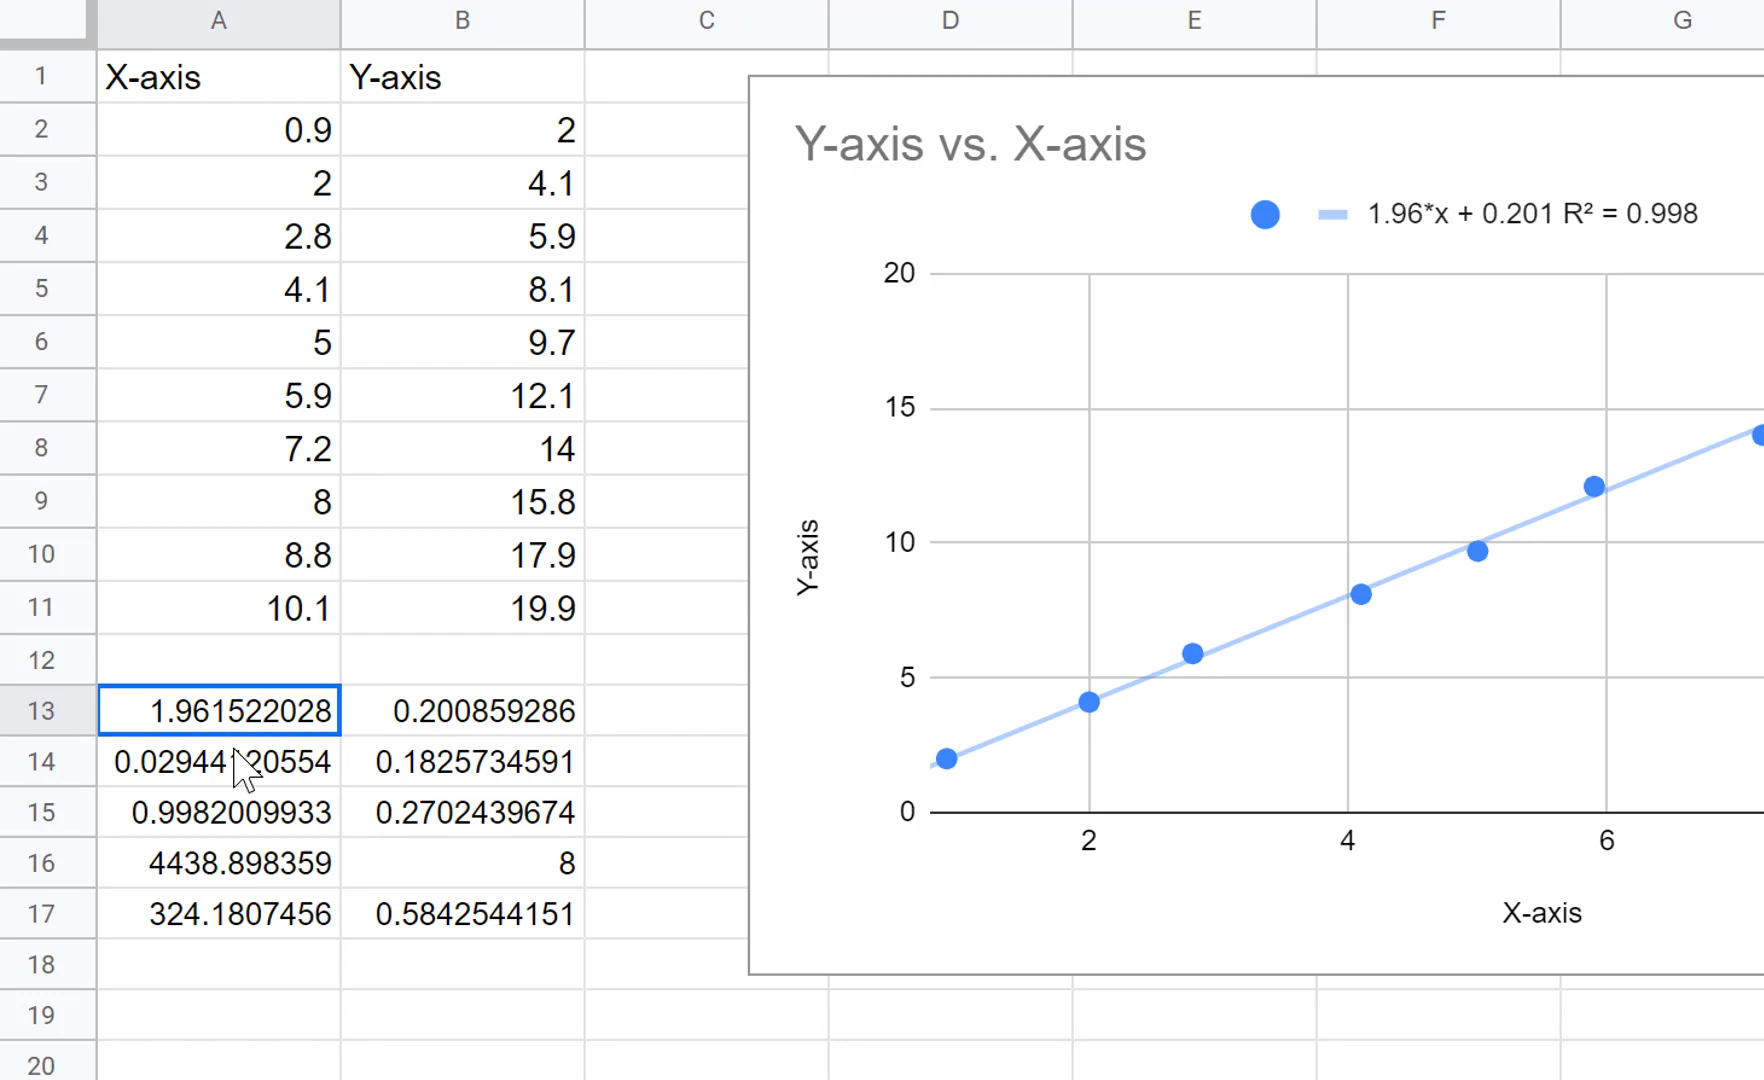 A B C D E F G
1 X-axis Y-axis
2 0.9 2
3 2 4.1
4 2.8 5.9
5 4.1 8.1
6 5 9.7
7 5.9 12.1
8 7.2 14
9 8 15.8
10 8.8 17.9
11 10.1 19.9
12
13 1.961522028 0.200859286
14 0.1825734591
15 0.9982009933 0.2702439674
16 4438.898359 8
17 324.1807456 0.5842544151
18
19
20
Y-axis vs. X-axis
1.96*x + 0.201 R² = 0.998
20
15
10
5
0
2 4 6
Y-axis
X-axis